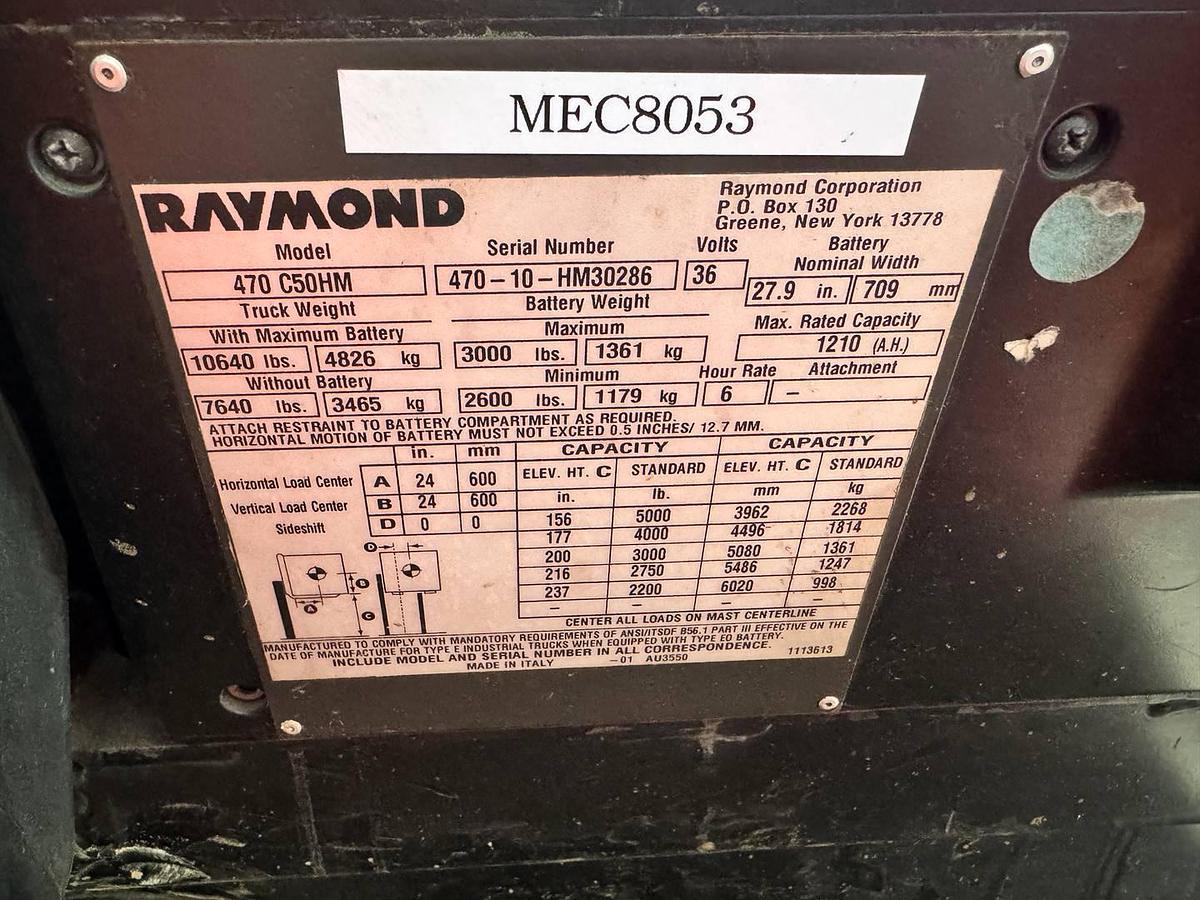 MEC8053
RAYMOND
Raymond Corporation
P.O. Box 130
Greene, New York 13778
Model Serial Number Volts Battery Nominal Width
470 C50HM 470-10-HM30286 36 27.9 in. 709 mm
Truck Weight Battery Weight
With Maximum Battery Maximum Max. Rated Capacity
10640 lbs. 4826 kg 3000 lbs. 1361 kg 1210 (A.H.)
Without Battery Minimum Hour Rate Attachment
7640 lbs. 3465 kg 2600 lbs. 1179 kg 6 –
ATTACH RESTRAINT TO BATTERY COMPARTMENT AS REQUIRED.
HORIZONTAL MOTION OF BATTERY MUST NOT EXCEED 0.5 INCHES/ 12.7 MM.
in. mm CAPACITY CAPACITY
Horizontal Load Center A 24 600
Vertical Load Center B 24 600
Sideshift D 0 0
ELEV. HT. C STANDARD ELEV. HT. C STANDARD
in. lb. mm kg
156 5000 3962 2268
177 4000 4496 1814
200 3000 5080 1361
216 2750 5486 1247
237 2200 6020 998
– – – –
D
B
A
C
CENTER ALL LOADS ON MAST CENTERLINE
MANUFACTURED TO COMPLY WITH MANDATORY REQUIREMENTS OF ANSI/ITSDF B56.1 PART III EFFECTIVE ON THE
DATE OF MANUFACTURE FOR TYPE E INDUSTRIAL TRUCKS WHEN EQUIPPED WITH TYPE EO BATTERY.
INCLUDE MODEL AND SERIAL NUMBER IN ALL CORRESPONDENCE. 1113613
MADE IN ITALY –01 AU3550